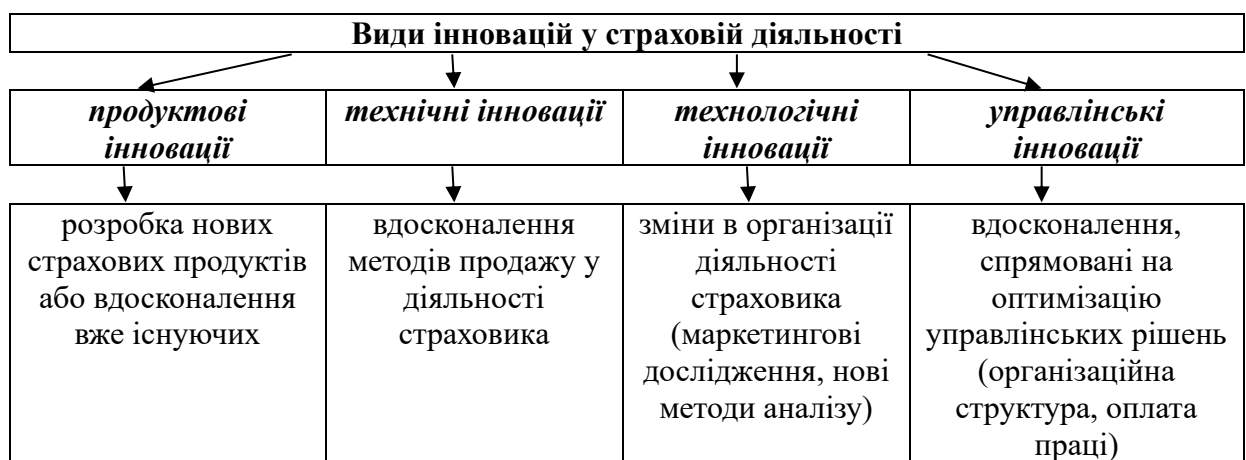 Види інновацій у страховій діяльності
продуктові
інновації
технічні інновації
технологічні
інновації
управлінські
інновації
розробка нових
страхових продуктів
або вдосконалення
вже існуючих
вдосконалення
методів продажу у
діяльності
страховика
зміни в організації
діяльності
страховика
(маркетингові
дослідження, нові
методи аналізу)
вдосконалення,
спрямовані на
оптимізацію
управлінських рішень
(організаційна
структура, оплата
праці)